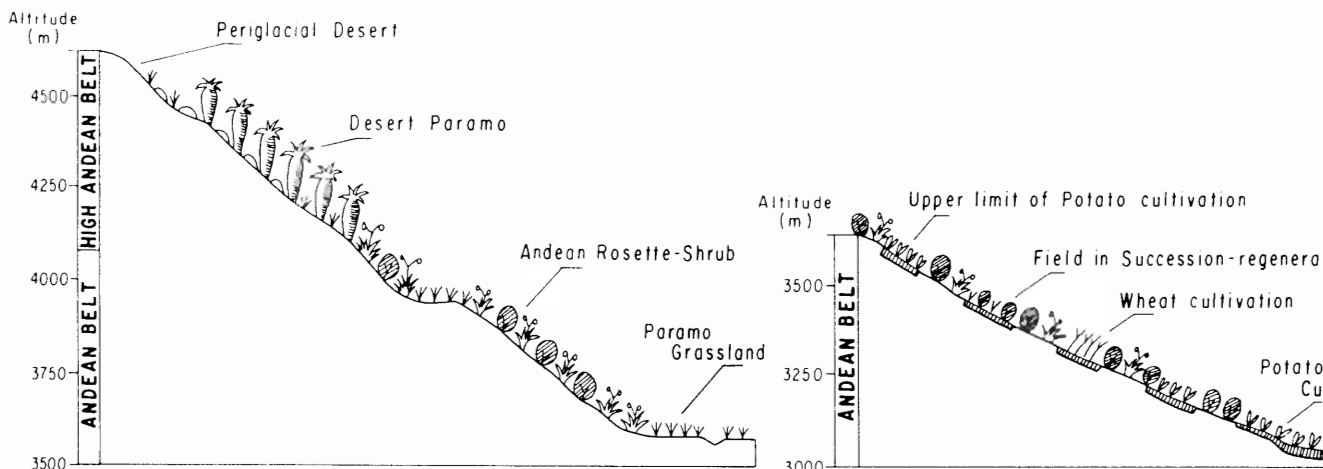 Altitude
(m)
Periglacial Desert
4500
Desert Paramo
4250
HIGH ANDEAN BELT
4000
Andean Rosette-Shrub
ANDEAN BELT
Paramo
Grassland
3750
3500
Altitude
(m)
Upper limit of Potato cultivation
Field in Succession-regenera
3500
Wheat cultivation
ANDEAN BELT
3250
Potato
Cu
3000